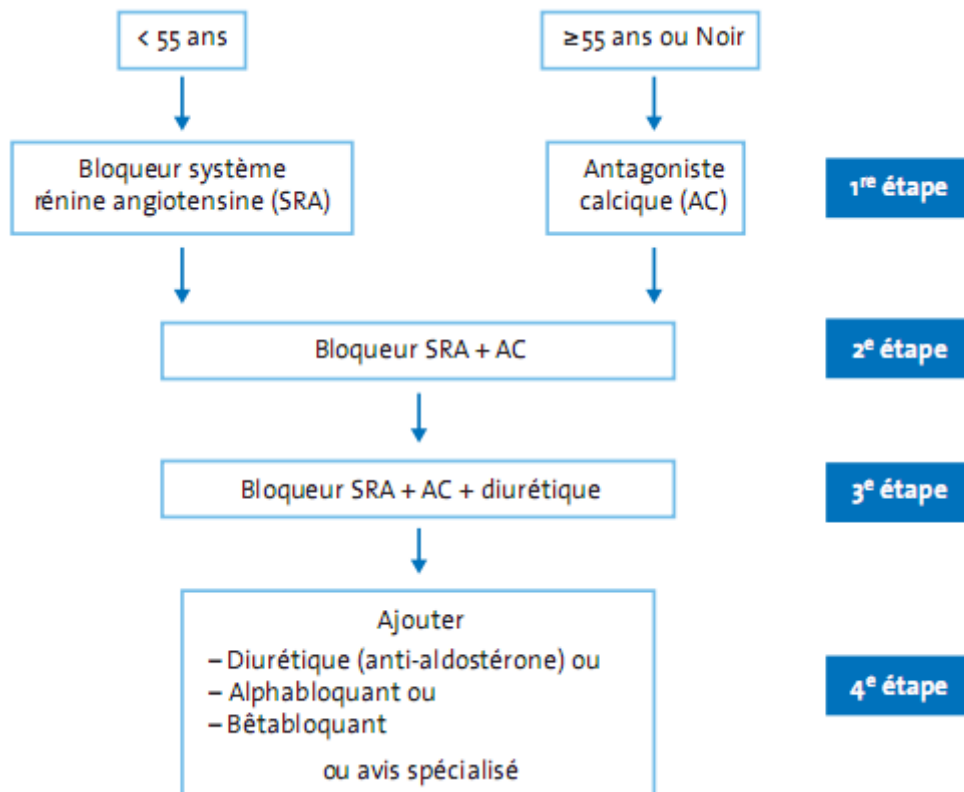 < 55 ans
≥55 ans ou Noir
Bloqueur système
rénine angiotensine (SRA)
Antagoniste
calcique (AC)
1re étape
Bloqueur SRA + AC
2e étape
Bloqueur SRA + AC + diurétique
3e étape
Ajouter
– Diurétique (anti-aldostérone) ou
– Alphabloquant ou
– Bêtabloquant
ou avis spécialisé
4e étape